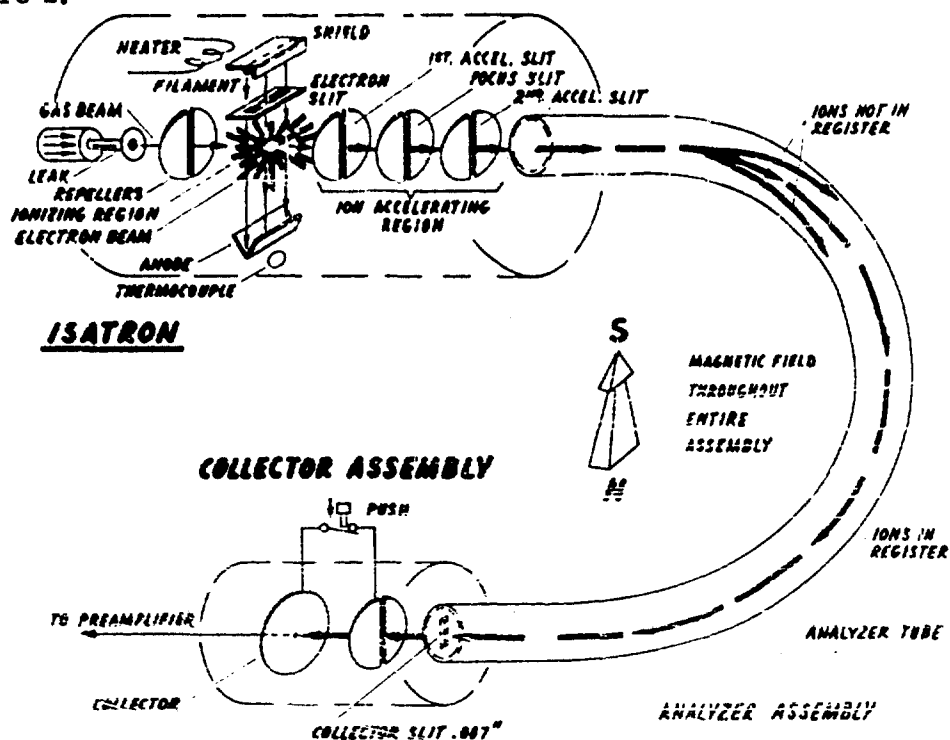 HEATER
SHIELD
FILAMENT
ELECTRON
SLIT
1ST. ACCEL. SLIT
FOCUS SLIT
2ND ACCEL. SLIT
GAS BEAM
IONS NOT IN
REGISTER
LEAK
REPELLERS
IONIZING REGION
ELECTRON BEAM
ION ACCELERATING
REGION
ANODE
THERMOCOUPLE
ISATRON
S
MAGNETIC FIELD
THROUGHOUT
ENTIRE
ASSEMBLY
N
COLLECTOR ASSEMBLY
PUSH
IONS IN
REGISTER
TO PREAMPLIFIER
ANALYZER TUBE
COLLECTOR
COLLECTOR SLIT .007"
ANALYZER ASSEMBLY